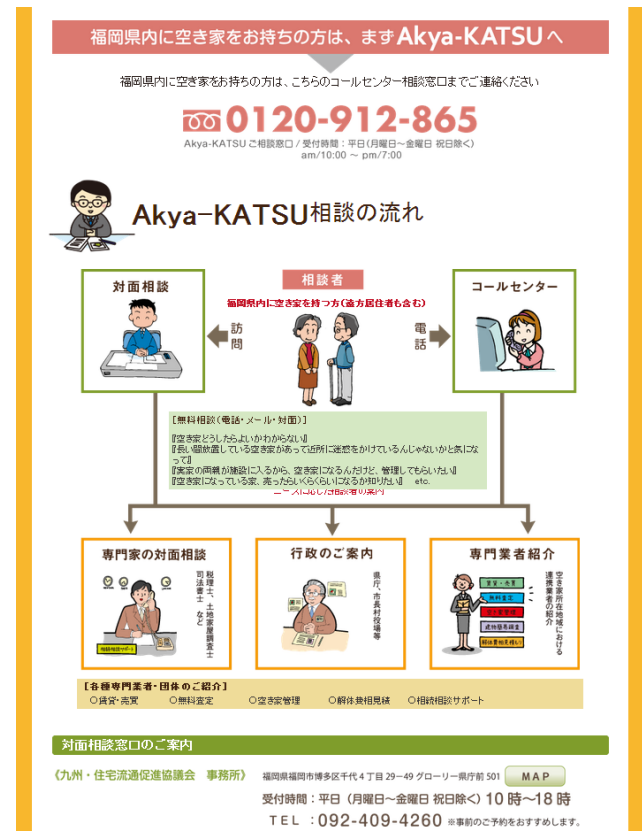 福岡県内に空き家をお持ちの方は、まずAkya-KATSUへ
福岡県内に空き家をお持ちの方は、こちらのコールセンター相談窓口までご連絡ください
0120-912-865
Akya-KATSU ご相談窓口 / 受付時間：平日(月曜日～金曜日 祝日除く)
am/10:00 ～ pm/7:00
Akya-KATSU相談の流れ
対面相談
相談者
コールセンター
福岡県内に空き家を持つ方(遠方居住者も含む)
訪問
電話
[無料相談(電話・メール・対面)]
『空き家どうしたらよいかわからない』
『長い間放置している空き家があって近所に迷惑をかけているんじゃないかと気になって』
『実家の両親が施設に入るから、空き家になるんだけど、管理してもらいたい』
『空き家になっている家、売ったらいくらくらいになるか知りたい』 etc.
専門家の対面相談
税理士、土地家屋調査士
司法書士 など
行政のご案内
県庁、市長村役場等
専門業者紹介
賃貸・売買
無料査定
空き家管理
建物簡易調査
解体費相見積り
空き家所在地域における
連携業者の紹介
【各種専門業者・団体のご紹介】
○賃貸・売買 ○無料査定 ○空き家管理 ○解体費相見積 ○相続相談サポート
対面相談窓口のご案内
《九州・住宅流通促進協議会 事務所》 福岡県福岡市博多区千代４丁目29-49 グローリー県庁前 501 MAP
受付時間：平日（月曜日～金曜日 祝日除く）10時～18時
TEL ：092-409-4260 ※事前のご予約をおすすめします。